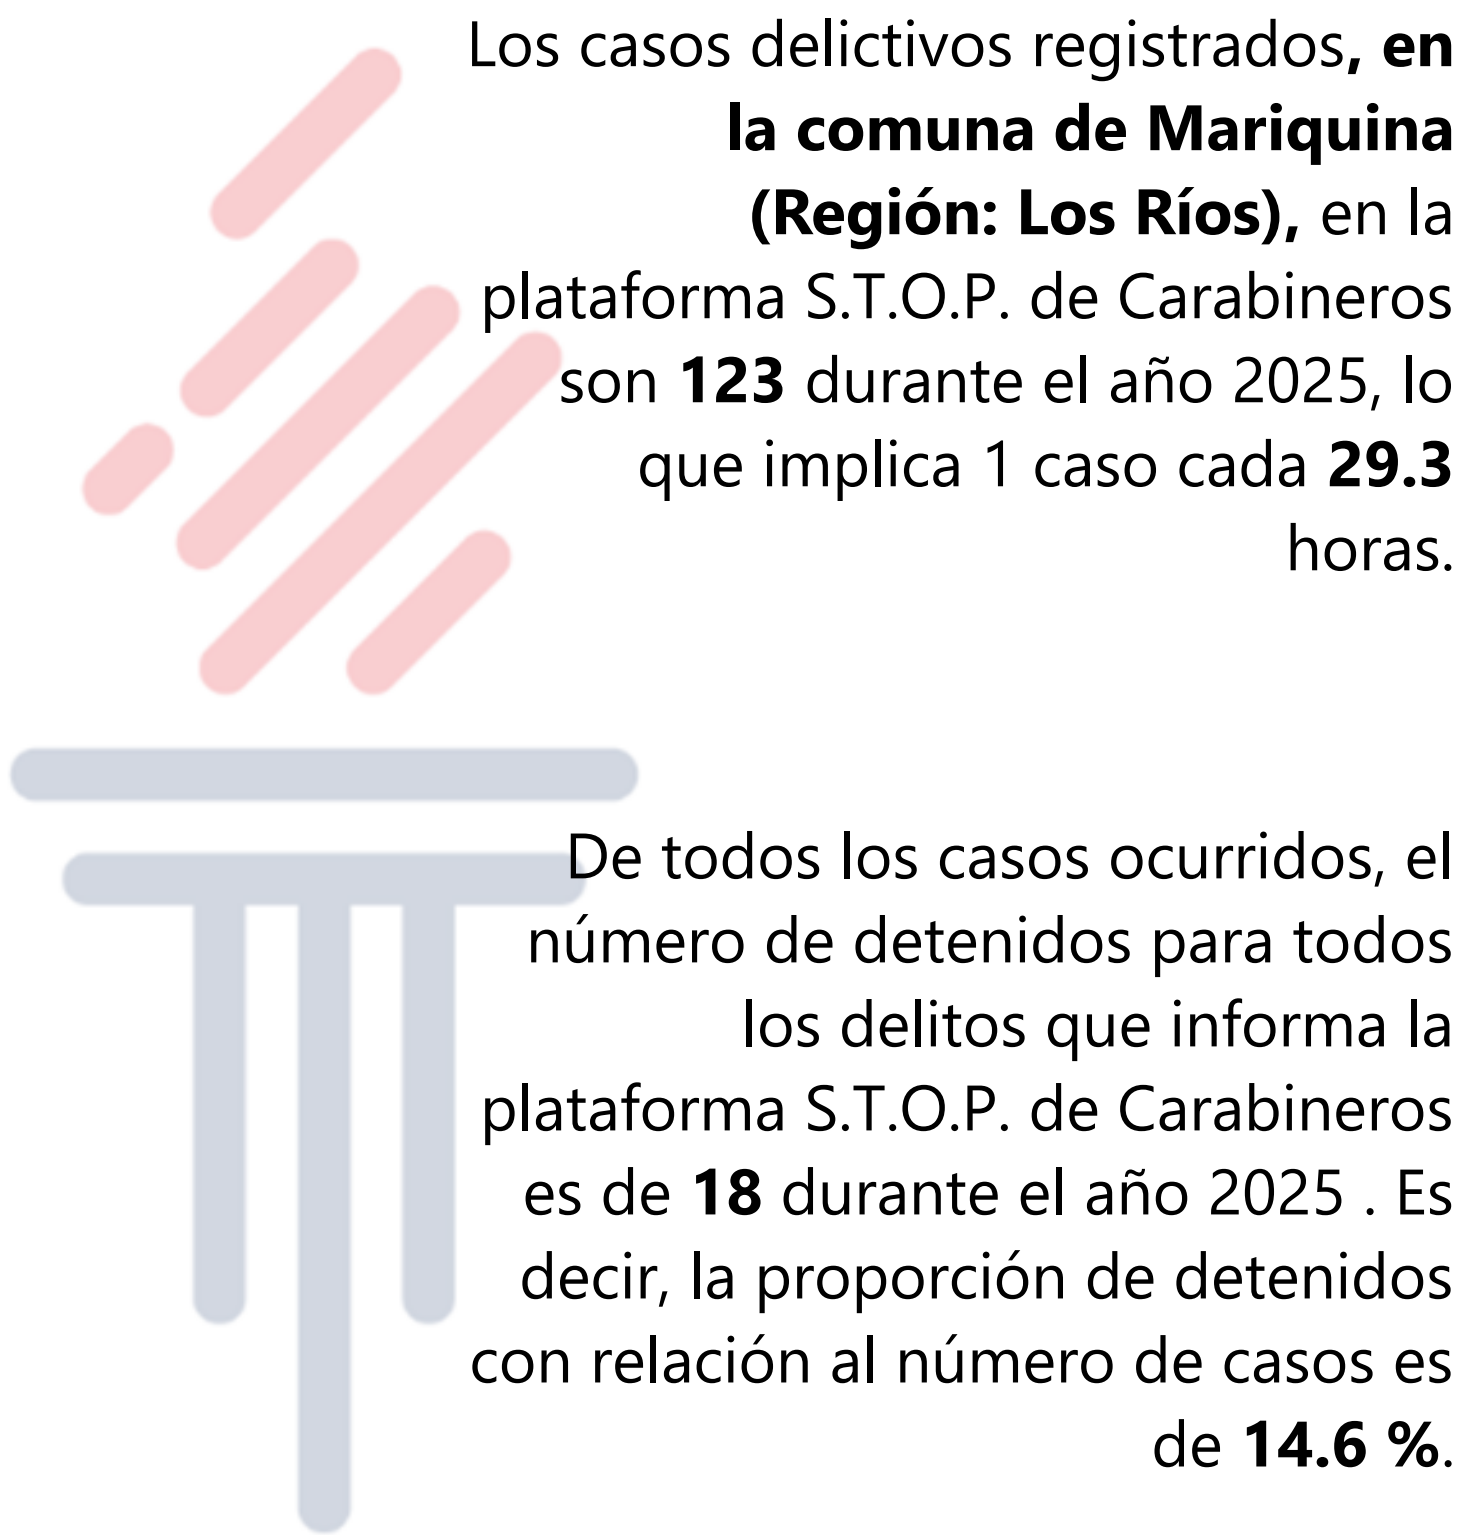 Los casos delictivos registrados, en
la comuna de Mariquina
(Región: Los Ríos), en la
plataforma S.T.O.P. de Carabineros
son 123 durante el año 2025, lo
que implica 1 caso cada 29.3
horas.
De todos los casos ocurridos, el
número de detenidos para todos
los delitos que informa la
plataforma S.T.O.P. de Carabineros
es de 18 durante el año 2025 . Es
decir, la proporción de detenidos
con relación al número de casos es
de 14.6 %.